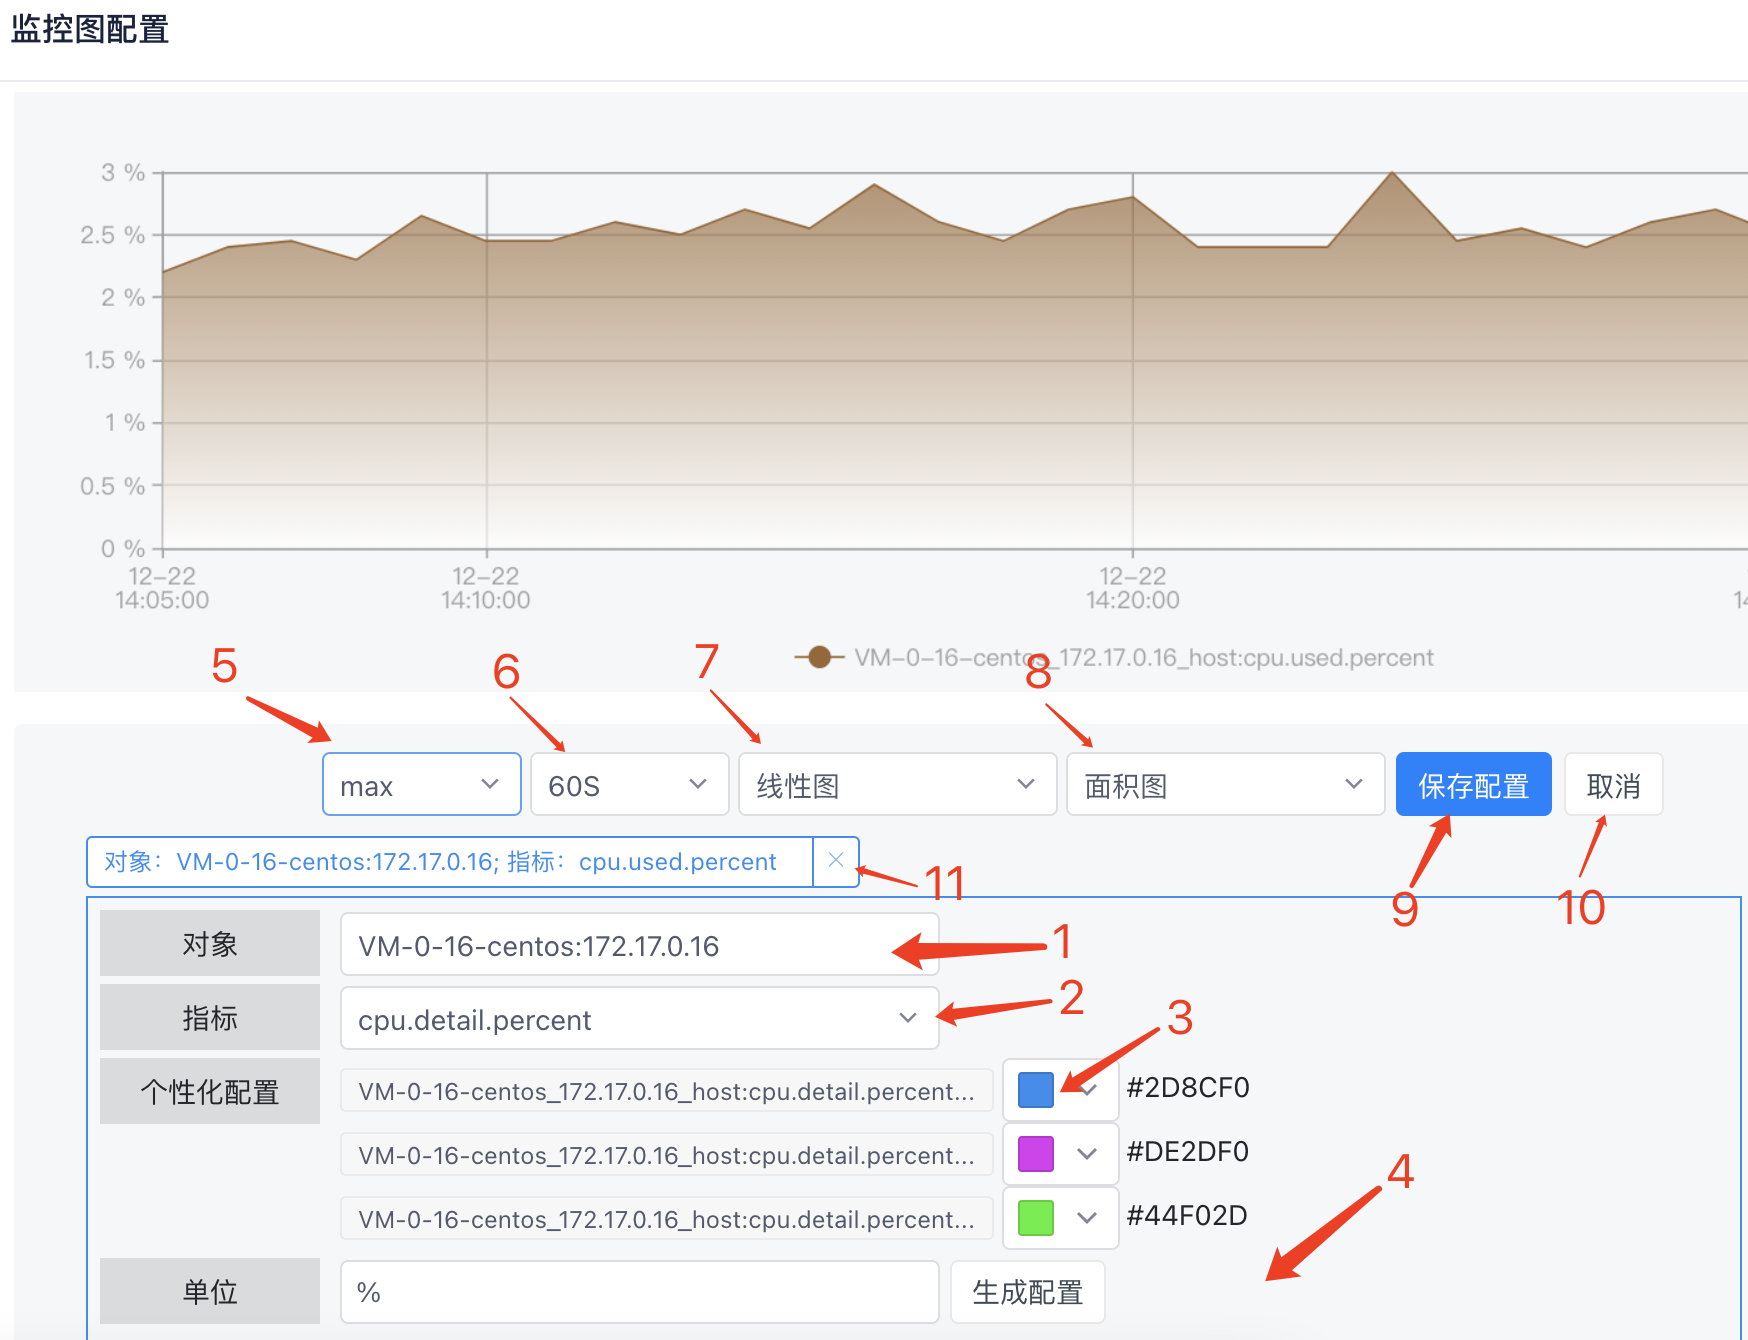 监控图配置
3 %
2.5 %
2 %
1.5 %
1 %
0.5 %
0 %
12-22
14:05:00
12-22
14:10:00
12-22
14:20:00
VM-0-16-centos_172.17.0.16_host:cpu.used.percent
5
6
7
8
max
60S
线性图
面积图
保存配置
取消
对象：VM-0-16-centos:172.17.0.16; 指标：cpu.used.percent
11
9
10
对象
VM-0-16-centos:172.17.0.16
1
指标
cpu.detail.percent
2
3
个性化配置
VM-0-16-centos_172.17.0.16_host:cpu.detail.percent...
#2D8CF0
VM-0-16-centos_172.17.0.16_host:cpu.detail.percent...
#DE2DF0
4
VM-0-16-centos_172.17.0.16_host:cpu.detail.percent...
#44F02D
单位
%
生成配置